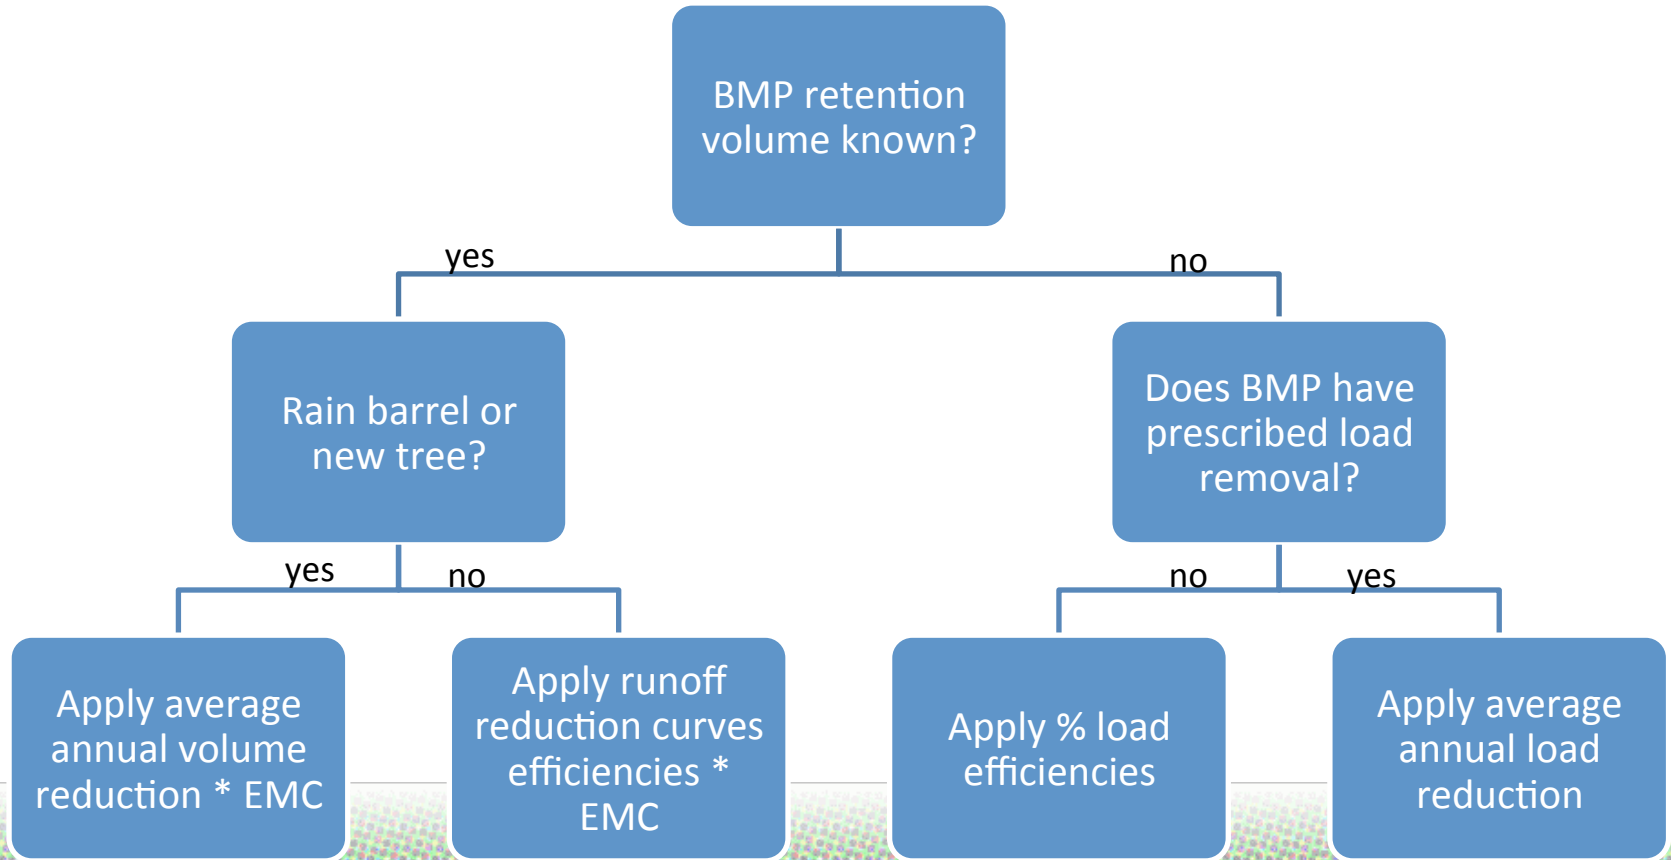 BMP retention
volume known?
yes
no
Rain barrel or
new tree?
Does BMP have
prescribed load
removal?
yes
no
no
yes
Apply average
annual volume
reduction * EMC
Apply runoff
reduction curves
efficiencies *
EMC
Apply % load
efficiencies
Apply average
annual load
reduction